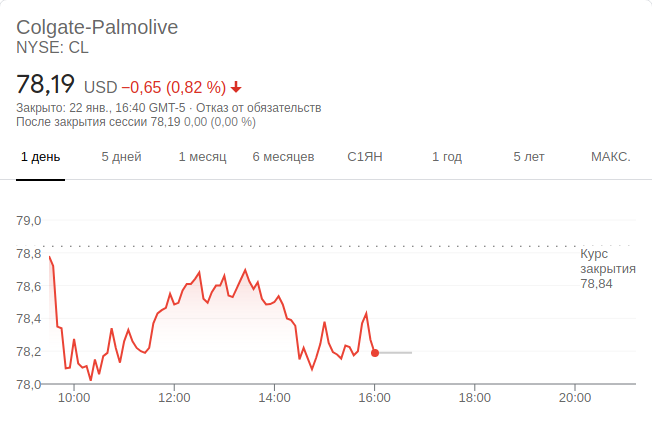 Colgate-Palmolive
NYSE: CL
78,19 USD −0,65 (0,82 %)
Закрыто: 22 янв., 16:40 GMT-5 · Отказ от обязательств
После закрытия сессии 78,19 0,00 (0,00 %)
1 день 5 дней 1 месяц 6 месяцев С1ЯН 1 год 5 лет МАКС.
79,0
78,8
78,6
78,4
78,2
78,0
Курс
закрытия
78,84
10:00 12:00 14:00 16:00 18:00 20:00